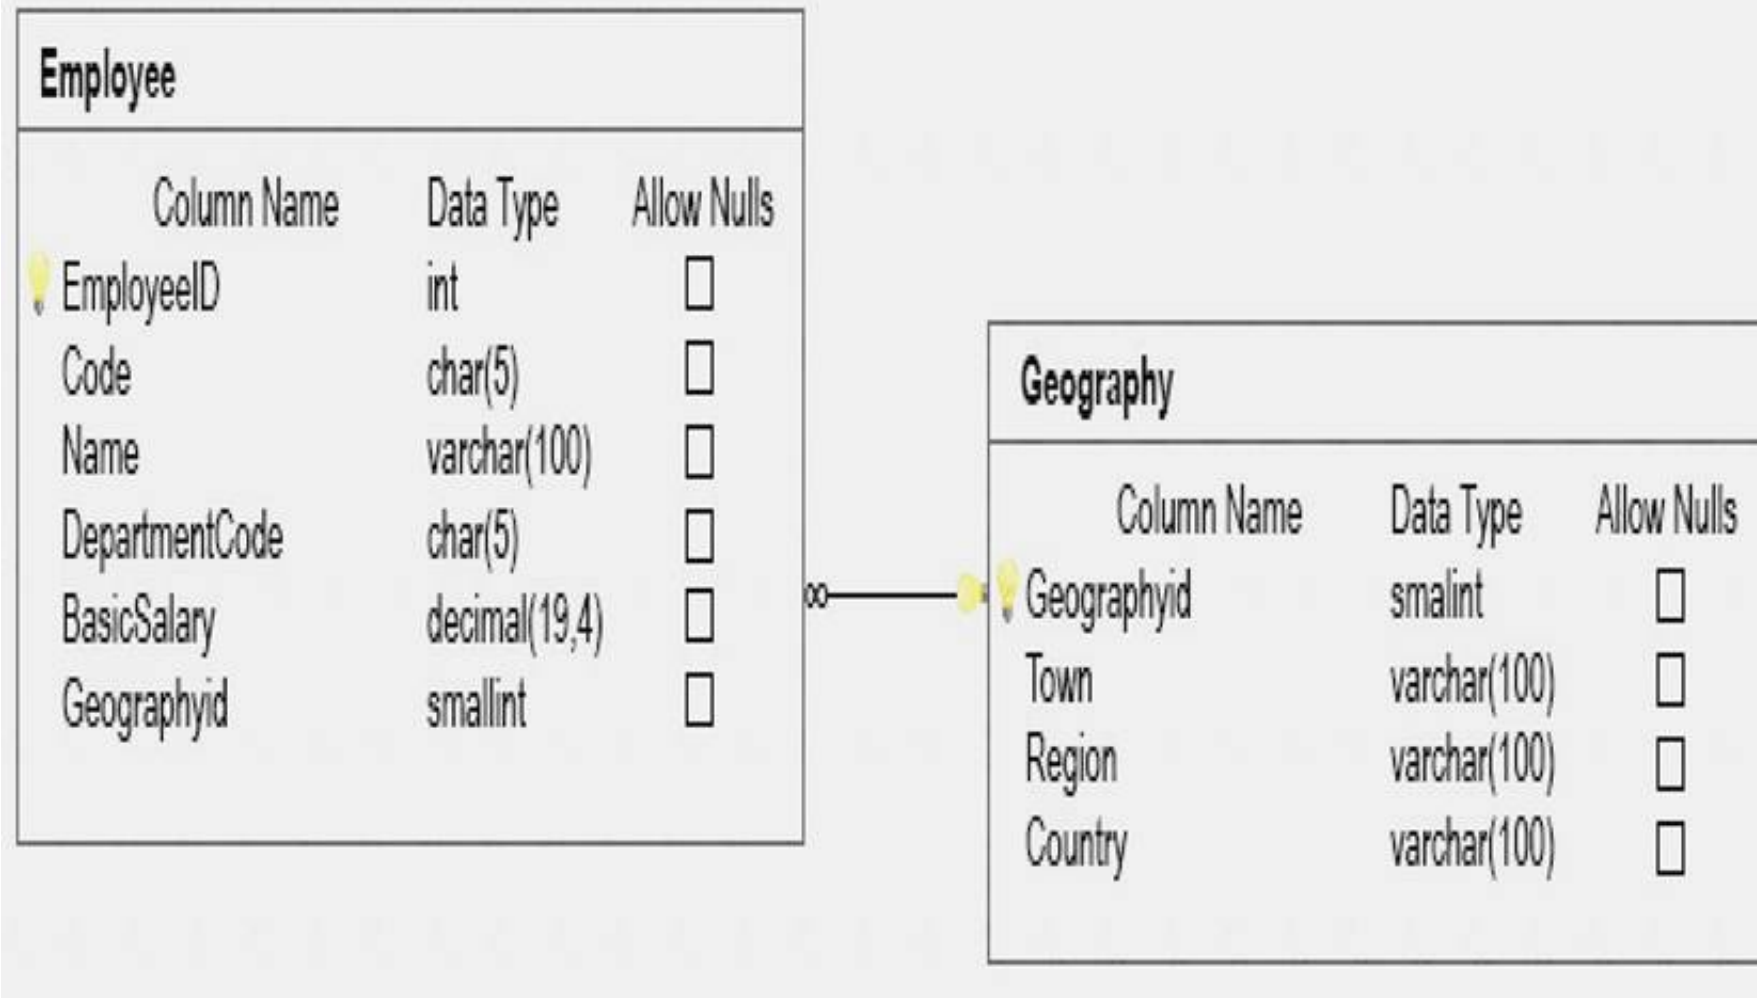 Employee
Column Name Data Type Allow Nulls
EmployeeID int
Code char(5)
Name varchar(100)
DepartmentCode char(5)
BasicSalary decimal(19,4)
Geographyid smallint
Geography
Column Name Data Type Allow Nulls
Geographyid smalint
Town varchar(100)
Region varchar(100)
Country varchar(100)